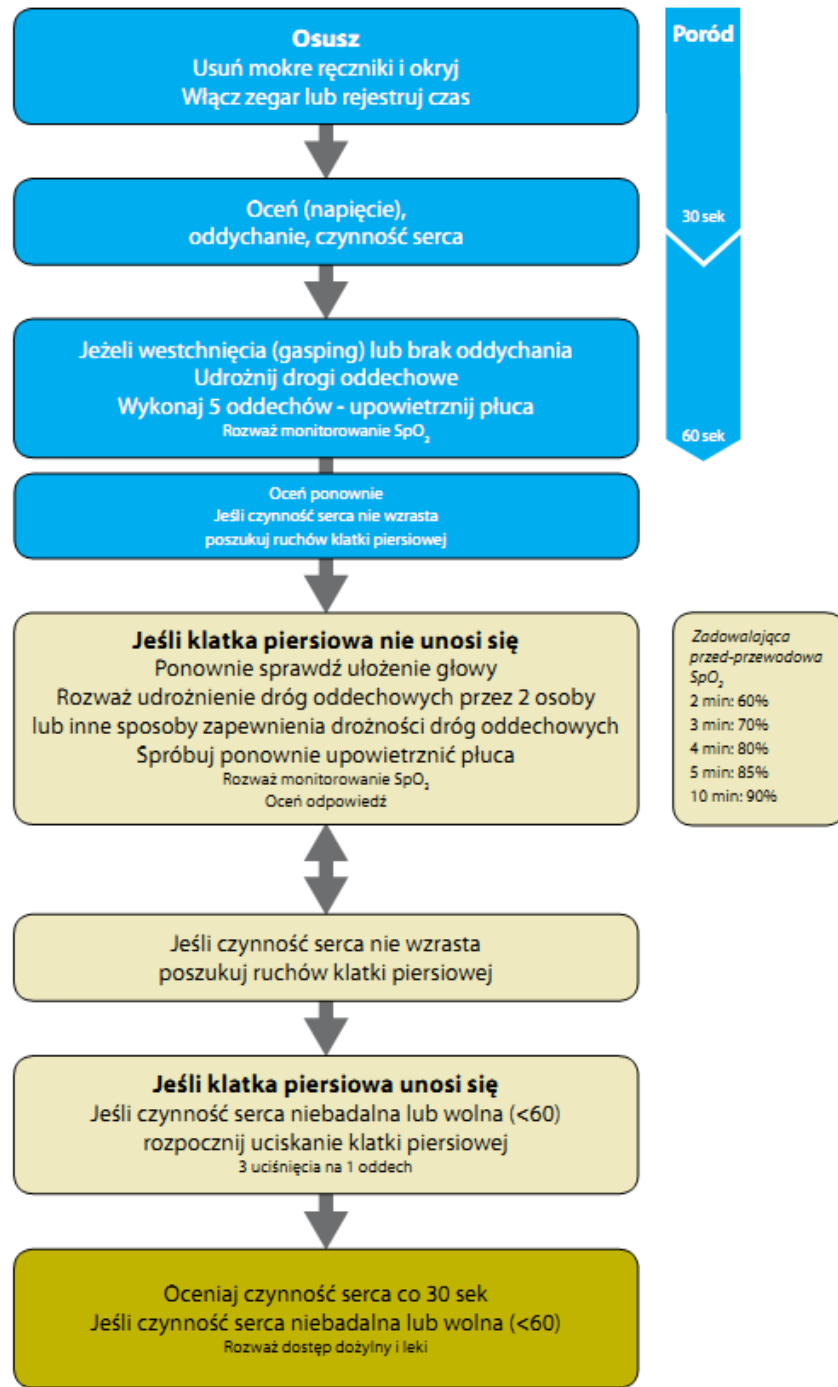 Osusz
Usuń mokre ręczniki i okryj
Włącz zegar lub rejestruj czas
Poród
Oceń (napięcie),
oddychanie, czynność serca
30 sek
Jeżeli westchnięcia (gasping) lub brak oddychania
Udrożnij drogi oddechowe
Wykonaj 5 oddechów - upowietrznij płuca
Rozważ monitorowanie SpO₂
60 sek
Oceń ponownie
Jeśli czynność serca nie wzrasta
poszukuj ruchów klatki piersiowej
Jeśli klatka piersiowa nie unosi się
Ponownie sprawdź ułożenie głowy
Rozważ udrożnienie dróg oddechowych przez 2 osoby
lub inne sposoby zapewnienia drożności dróg oddechowych
Spróbuj ponownie upowietrznić płuca
Rozważ monitorowanie SpO₂
Oceń odpowiedź
Zadowalająca
przed-przewodowa
SpO₂
2 min: 60%
3 min: 70%
4 min: 80%
5 min: 85%
10 min: 90%
Jeśli czynność serca nie wzrasta
poszukuj ruchów klatki piersiowej
Jeśli klatka piersiowa unosi się
Jeśli czynność serca niebadalna lub wolna (<60)
rozpocznij uciskanie klatki piersiowej
3 uciśnięcia na 1 oddech
Oceniaj czynność serca co 30 sek
Jeśli czynność serca niebadalna lub wolna (<60)
Rozważ dostęp dożylny i leki